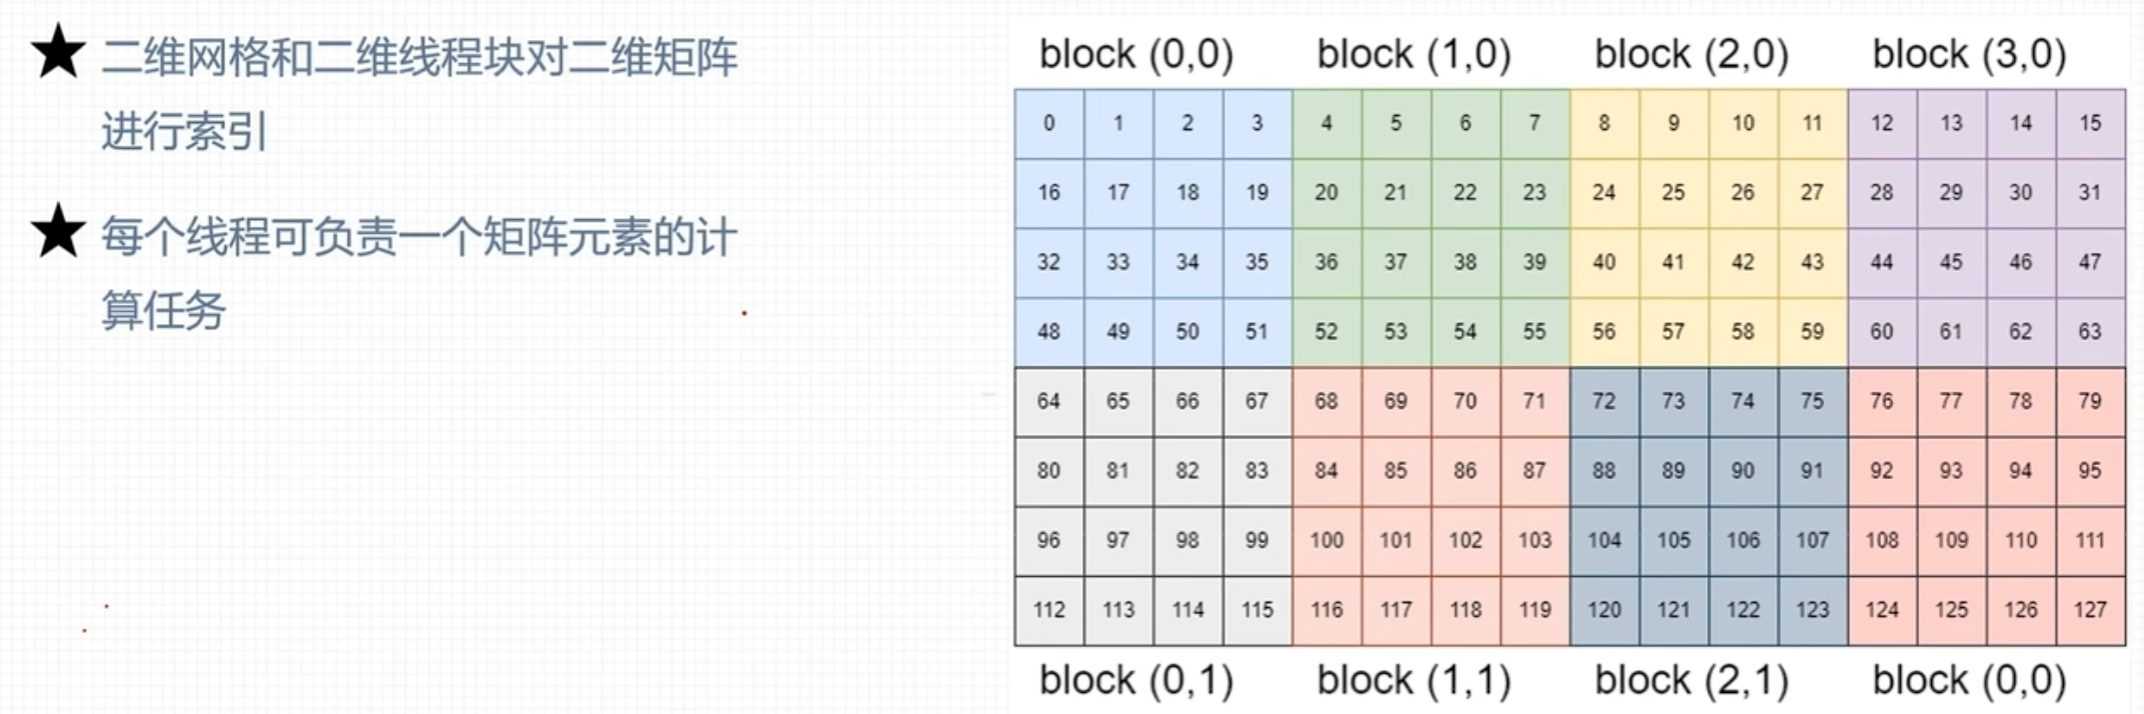 ★ 二维网格和二维线程块对二维矩阵
进行索引
★ 每个线程可负责一个矩阵元素的计
算任务
block (0,0) block (1,0) block (2,0) block (3,0)
0 1 2 3 4 5 6 7 8 9 10 11 12 13 14 15
16 17 18 19 20 21 22 23 24 25 26 27 28 29 30 31
32 33 34 35 36 37 38 39 40 41 42 43 44 45 46 47
48 49 50 51 52 53 54 55 56 57 58 59 60 61 62 63
64 65 66 67 68 69 70 71 72 73 74 75 76 77 78 79
80 81 82 83 84 85 86 87 88 89 90 91 92 93 94 95
96 97 98 99 100 101 102 103 104 105 106 107 108 109 110 111
112 113 114 115 116 117 118 119 120 121 122 123 124 125 126 127
block (0,1) block (1,1) block (2,1) block (0,0)